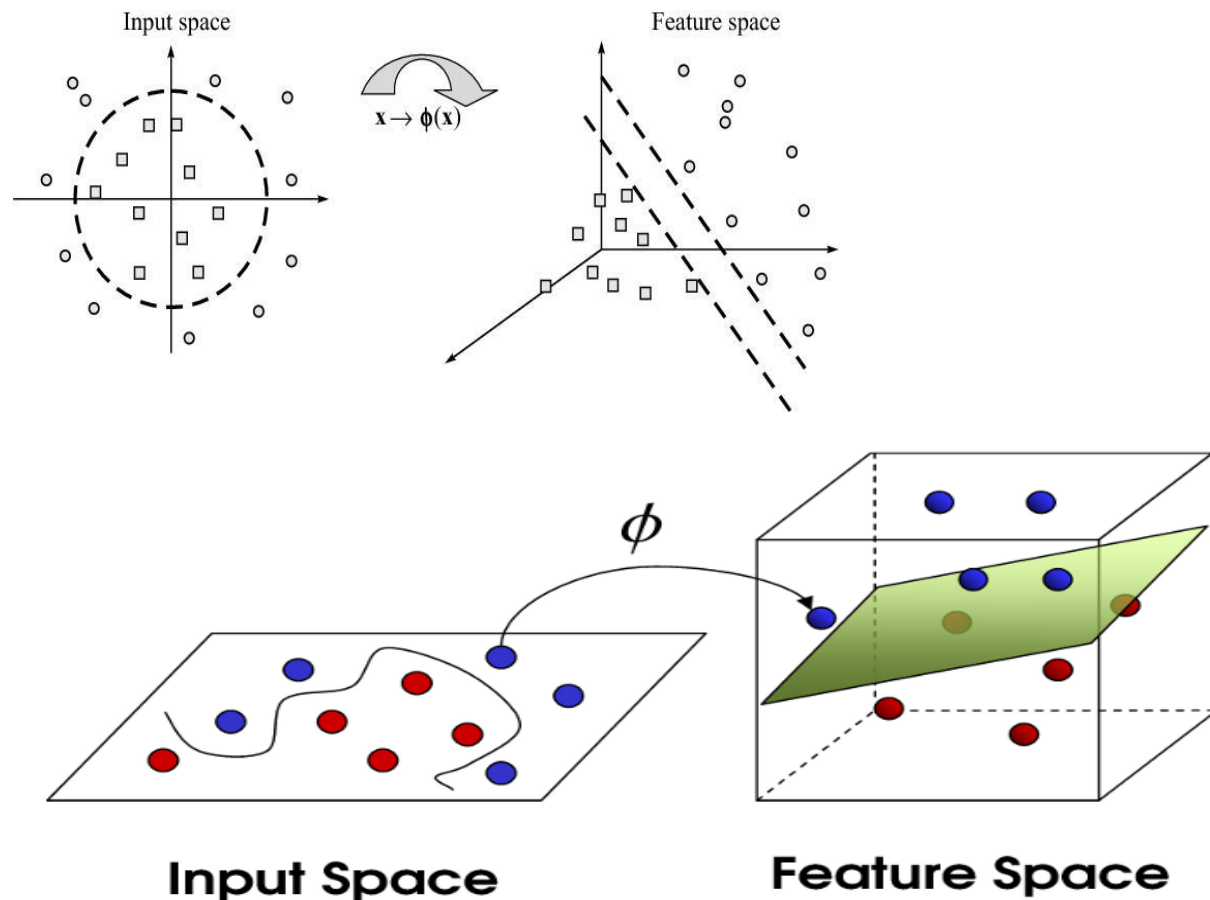 Input space
Feature space
x → ϕ(x)
ϕ
Input Space
Feature Space